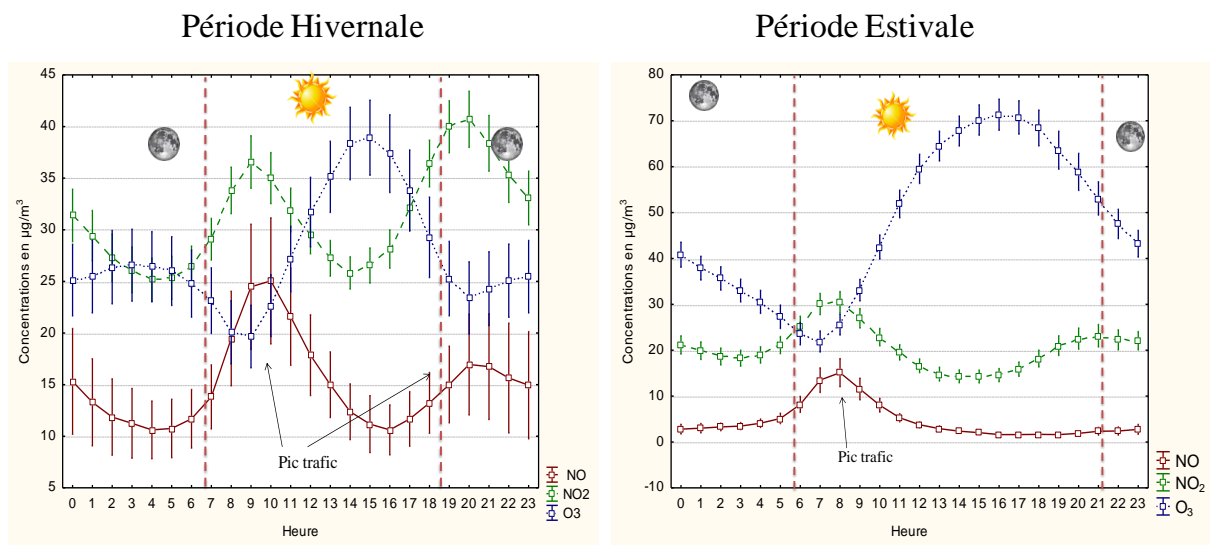 Période Hivernale
45
40
35
30
25
20
15
10
5
Concentrations en µg/m³
Pic trafic
0 1 2 3 4 5 6 7 8 9 10 11 12 13 14 15 16 17 18 19 20 21 22 23
Heure
NO
NO2
O3
Période Estivale
80
70
60
50
40
30
20
10
0
-10
Concentrations en µg/m³
Pic trafic
0 1 2 3 4 5 6 7 8 9 10 11 12 13 14 15 16 17 18 19 20 21 22 23
Heure
NO
NO₂
O₃